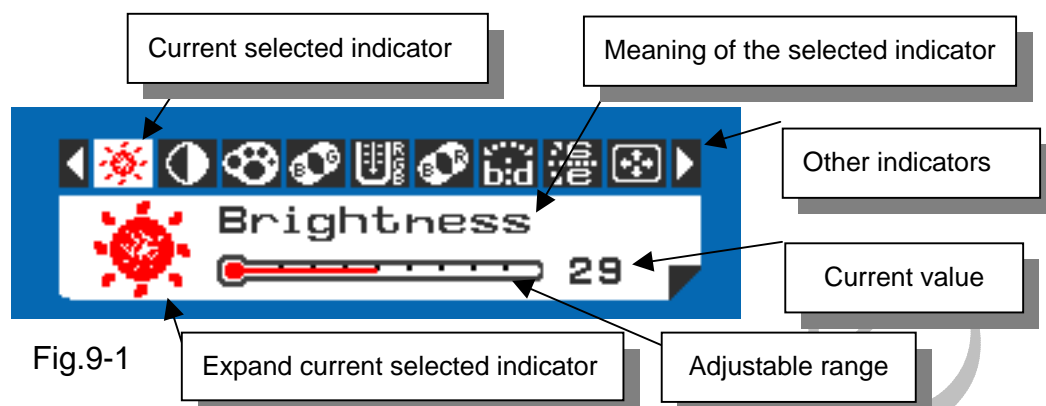 Current selected indicator
Meaning of the selected indicator
Other indicators
B G
R
G
B
B R
b:d
Brightness
29
Current value
Fig.9-1
Expand current selected indicator
Adjustable range